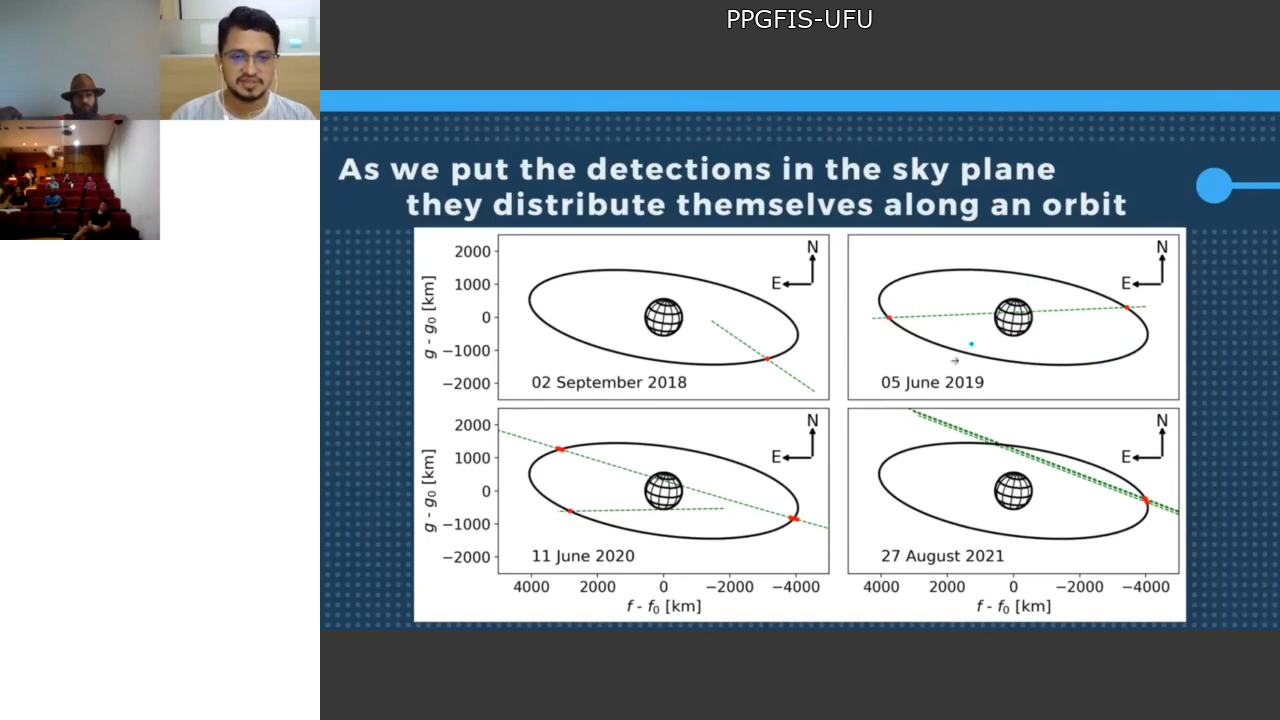 PPGFIS-UFU
As we put the detections in the sky plane
they distribute themselves along an orbit
2000
1000
0
−1000
−2000
g - g0 [km]
N
E
02 September 2018
N
E
05 June 2019
2000
1000
0
−1000
−2000
g - g0 [km]
N
E
11 June 2020
N
E
27 August 2021
4000 2000 0 −2000 −4000
f - f0 [km]
4000 2000 0 −2000 −4000
f - f0 [km]